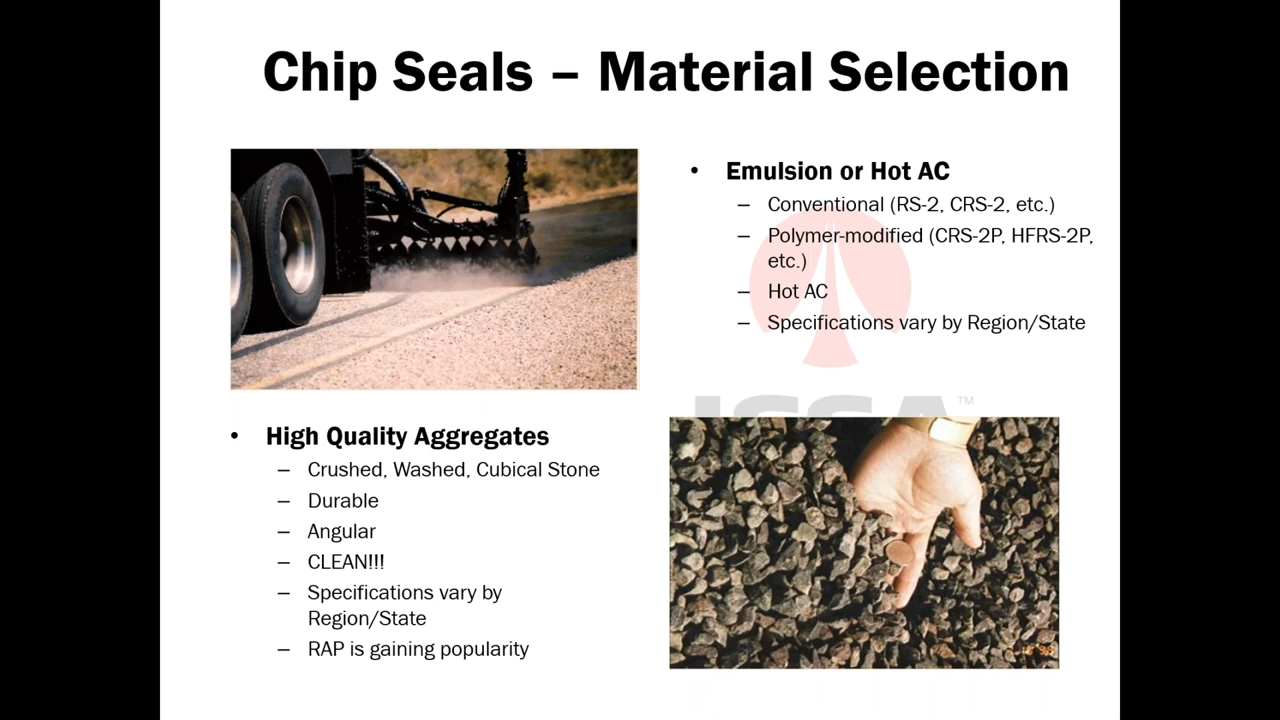 Chip Seals – Material Selection
• Emulsion or Hot AC
– Conventional (RS-2, CRS-2, etc.)
– Polymer-modified (CRS-2P, HFRS-2P,
etc.)
– Hot AC
– Specifications vary by Region/State
ISSA™
• High Quality Aggregates
– Crushed, Washed, Cubical Stone
– Durable
– Angular
– CLEAN!!!
– Specifications vary by
Region/State
– RAP is gaining popularity